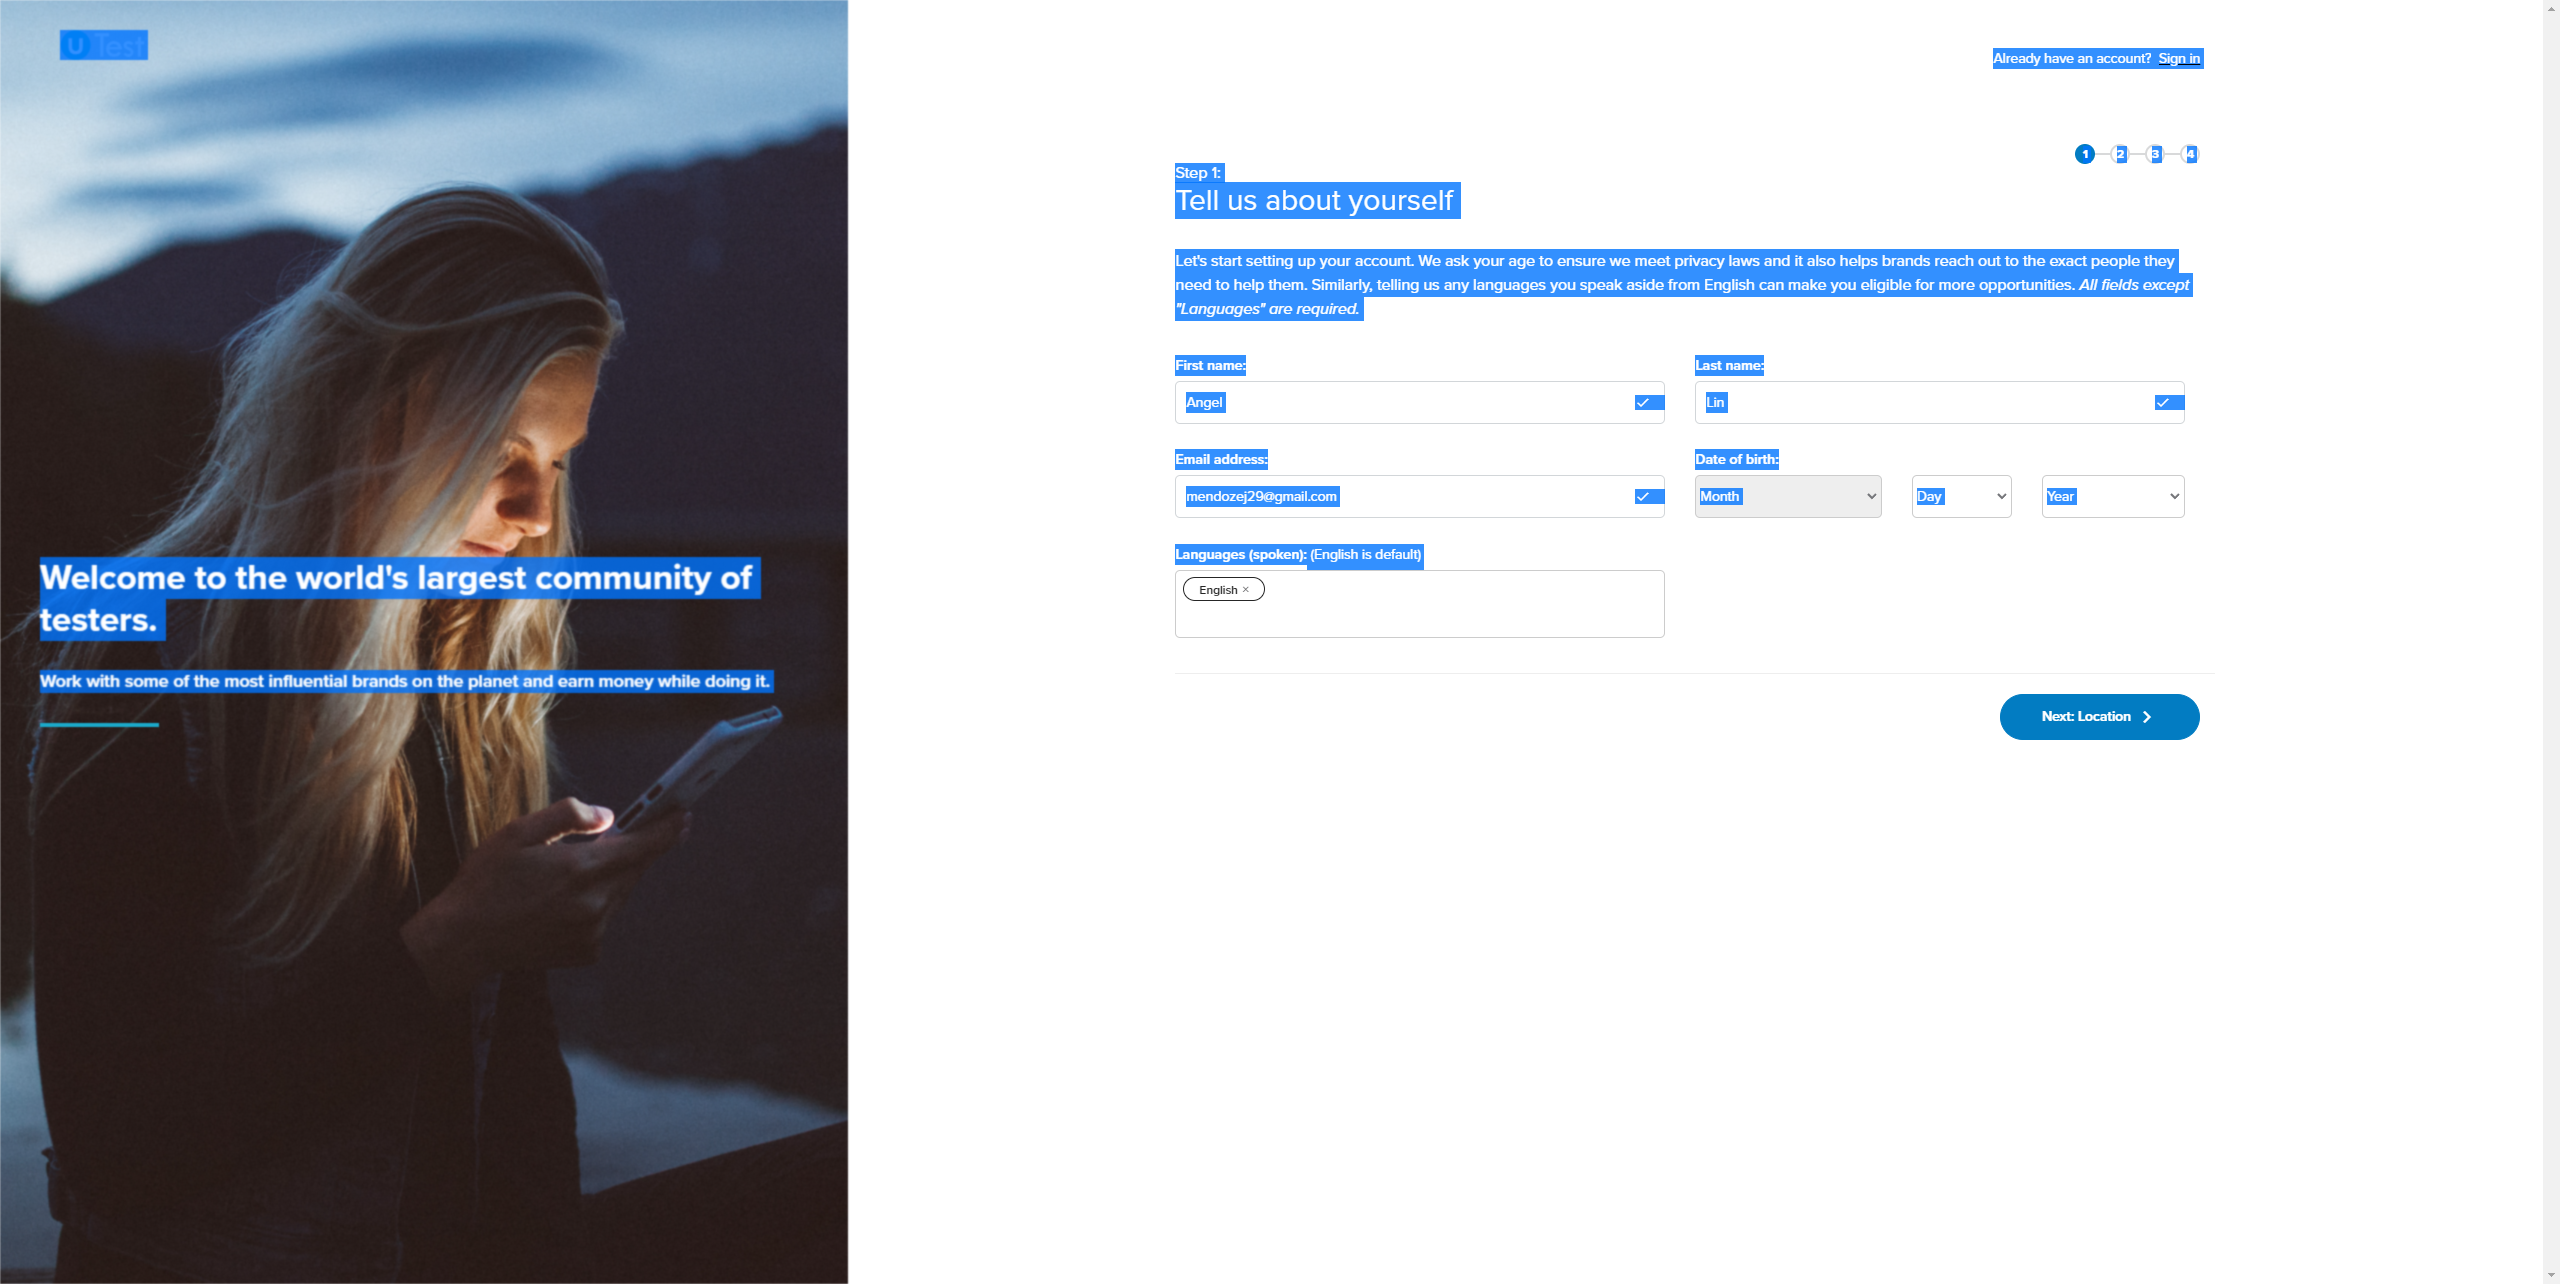 U Test
Already have an account? Sign in
1 2 3 4
Step 1:
Tell us about yourself
Let's start setting up your account. We ask your age to ensure we meet privacy laws and it also helps brands reach out to the exact people they
need to help them. Similarly, telling us any languages you speak aside from English can make you eligible for more opportunities. All fields except
"Languages" are required.
First name:
Last name:
Angel
Lin
Email address:
Date of birth:
mendozej29@gmail.com
Month
Day
Year
Languages (spoken): (English is default)
English ×
Next: Location
Welcome to the world's largest community of
testers.
Work with some of the most influential brands on the planet and earn money while doing it.